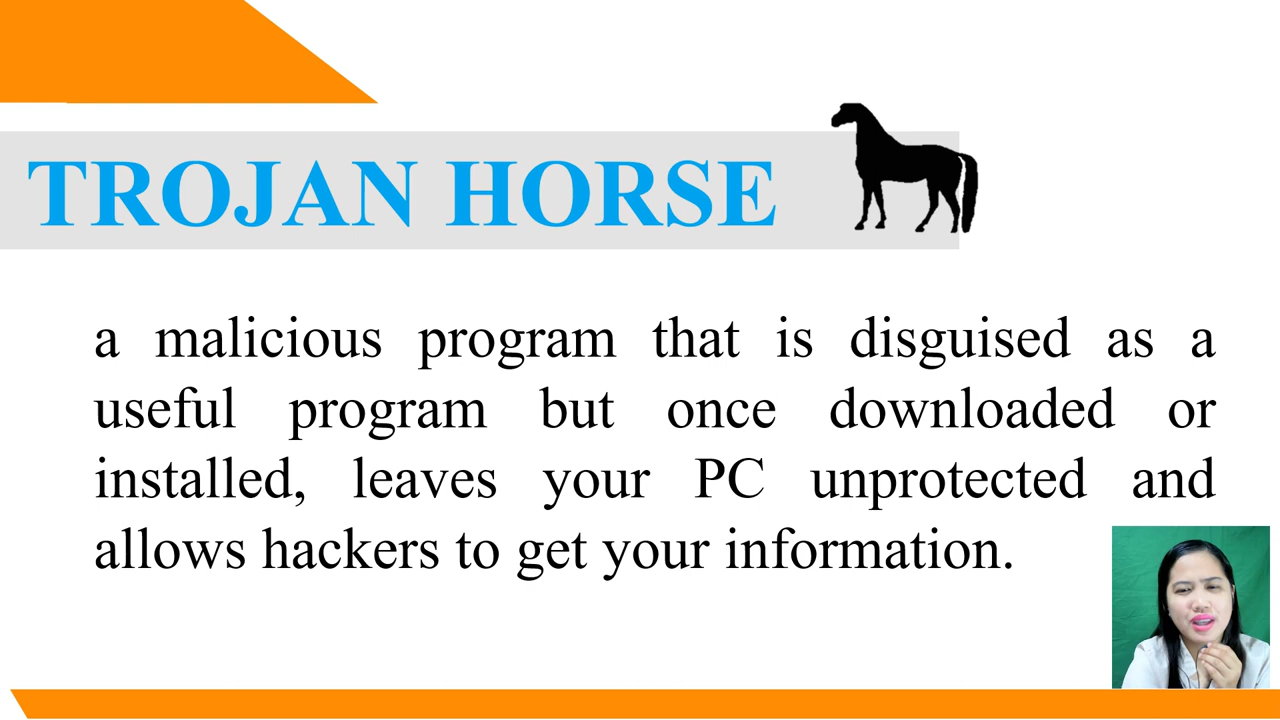 TROJAN HORSE
a malicious program that is disguised as a
useful program but once downloaded or
installed, leaves your PC unprotected and
allows hackers to get your information.